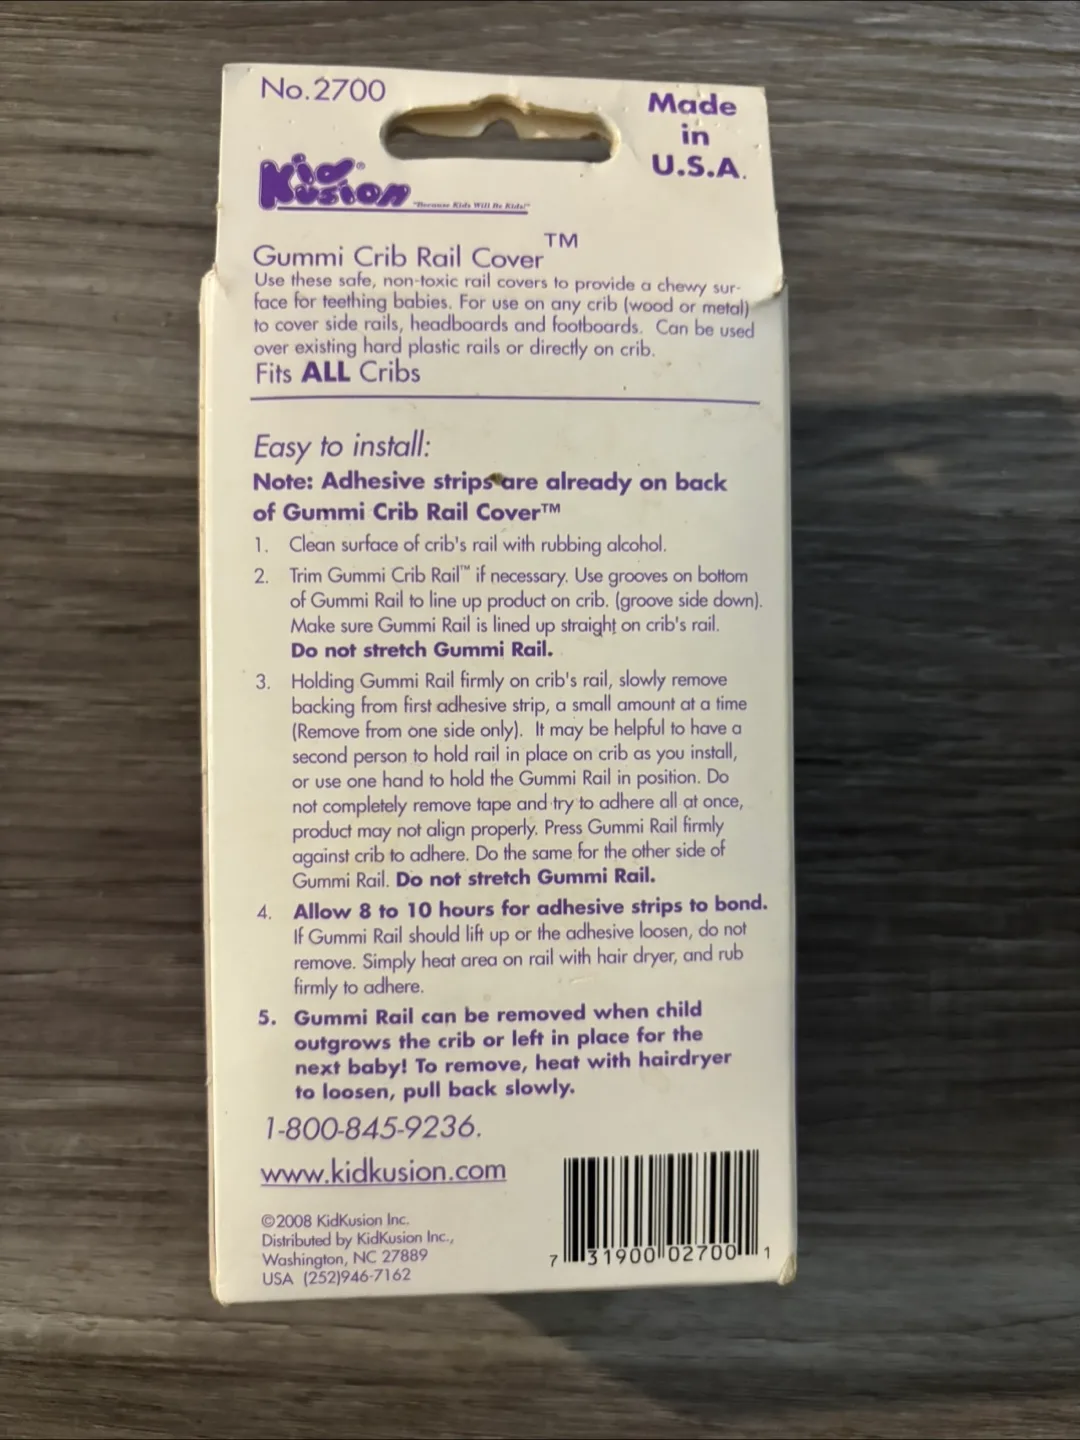 No.2700
Made
in
U.S.A.
Kid Kusion®
"Because Kids Will Be Kids!"
Gummi Crib Rail Cover™
Use these safe, non-toxic rail covers to provide a chewy sur-
face for teething babies. For use on any crib (wood or metal)
to cover side rails, headboards and footboards. Can be used
over existing hard plastic rails or directly on crib.
Fits ALL Cribs
Easy to install:
Note: Adhesive strips are already on back
of Gummi Crib Rail Cover™
1. Clean surface of crib's rail with rubbing alcohol.
2. Trim Gummi Crib Rail™ if necessary. Use grooves on bottom
of Gummi Rail to line up product on crib. (groove side down).
Make sure Gummi Rail is lined up straight on crib's rail.
Do not stretch Gummi Rail.
3. Holding Gummi Rail firmly on crib's rail, slowly remove
backing from first adhesive strip, a small amount at a time
(Remove from one side only). It may be helpful to have a
second person to hold rail in place on crib as you install,
or use one hand to hold the Gummi Rail in position. Do
not completely remove tape and try to adhere all at once,
product may not align properly. Press Gummi Rail firmly
against crib to adhere. Do the same for the other side of
Gummi Rail. Do not stretch Gummi Rail.
4. Allow 8 to 10 hours for adhesive strips to bond.
If Gummi Rail should lift up or the adhesive loosen, do not
remove. Simply heat area on rail with hair dryer, and rub
firmly to adhere.
5. Gummi Rail can be removed when child
outgrows the crib or left in place for the
next baby! To remove, heat with hairdryer
to loosen, pull back slowly.
1-800-845-9236.
www.kidkusion.com
©2008 KidKusion Inc.
Distributed by KidKusion Inc.,
Washington, NC 27889
USA (252)946-7162
7 31900 02700 1